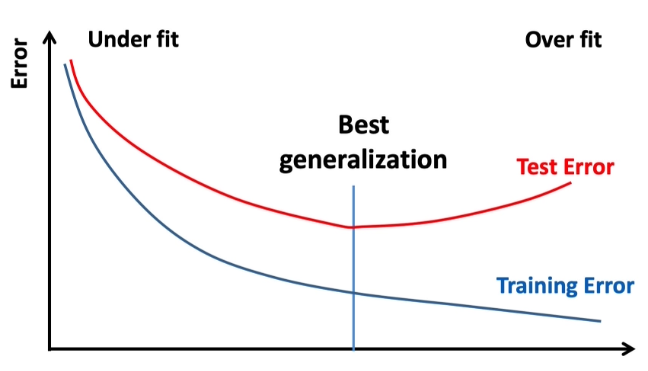 Under fit
Over fit
Error
Best
generalization
Test Error
Training Error